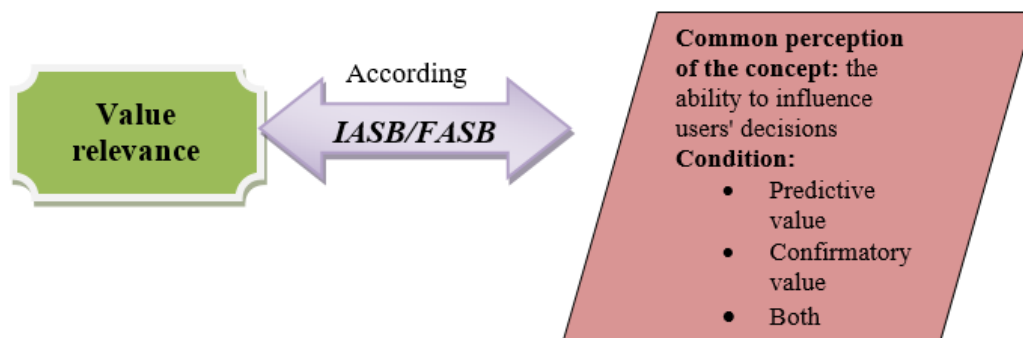 Value
relevance
According
IASB/FASB
Common perception
of the concept: the
ability to influence
users' decisions
Condition:
• Predictive
value
• Confirmatory
value
• Both